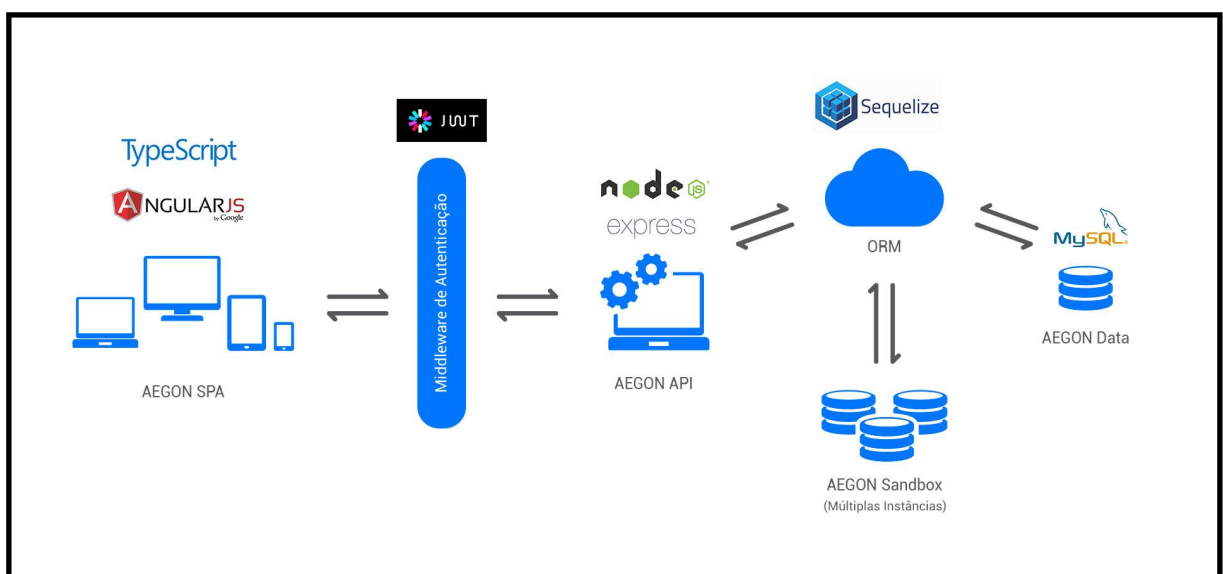 TypeScript
ANGULARJS
by Google
AEGON SPA
JWT
Middleware de Autenticação
node
JS
express
AEGON API
Sequelize
ORM
MySQL
AEGON Data
AEGON Sandbox
(Múltiplas Instâncias)